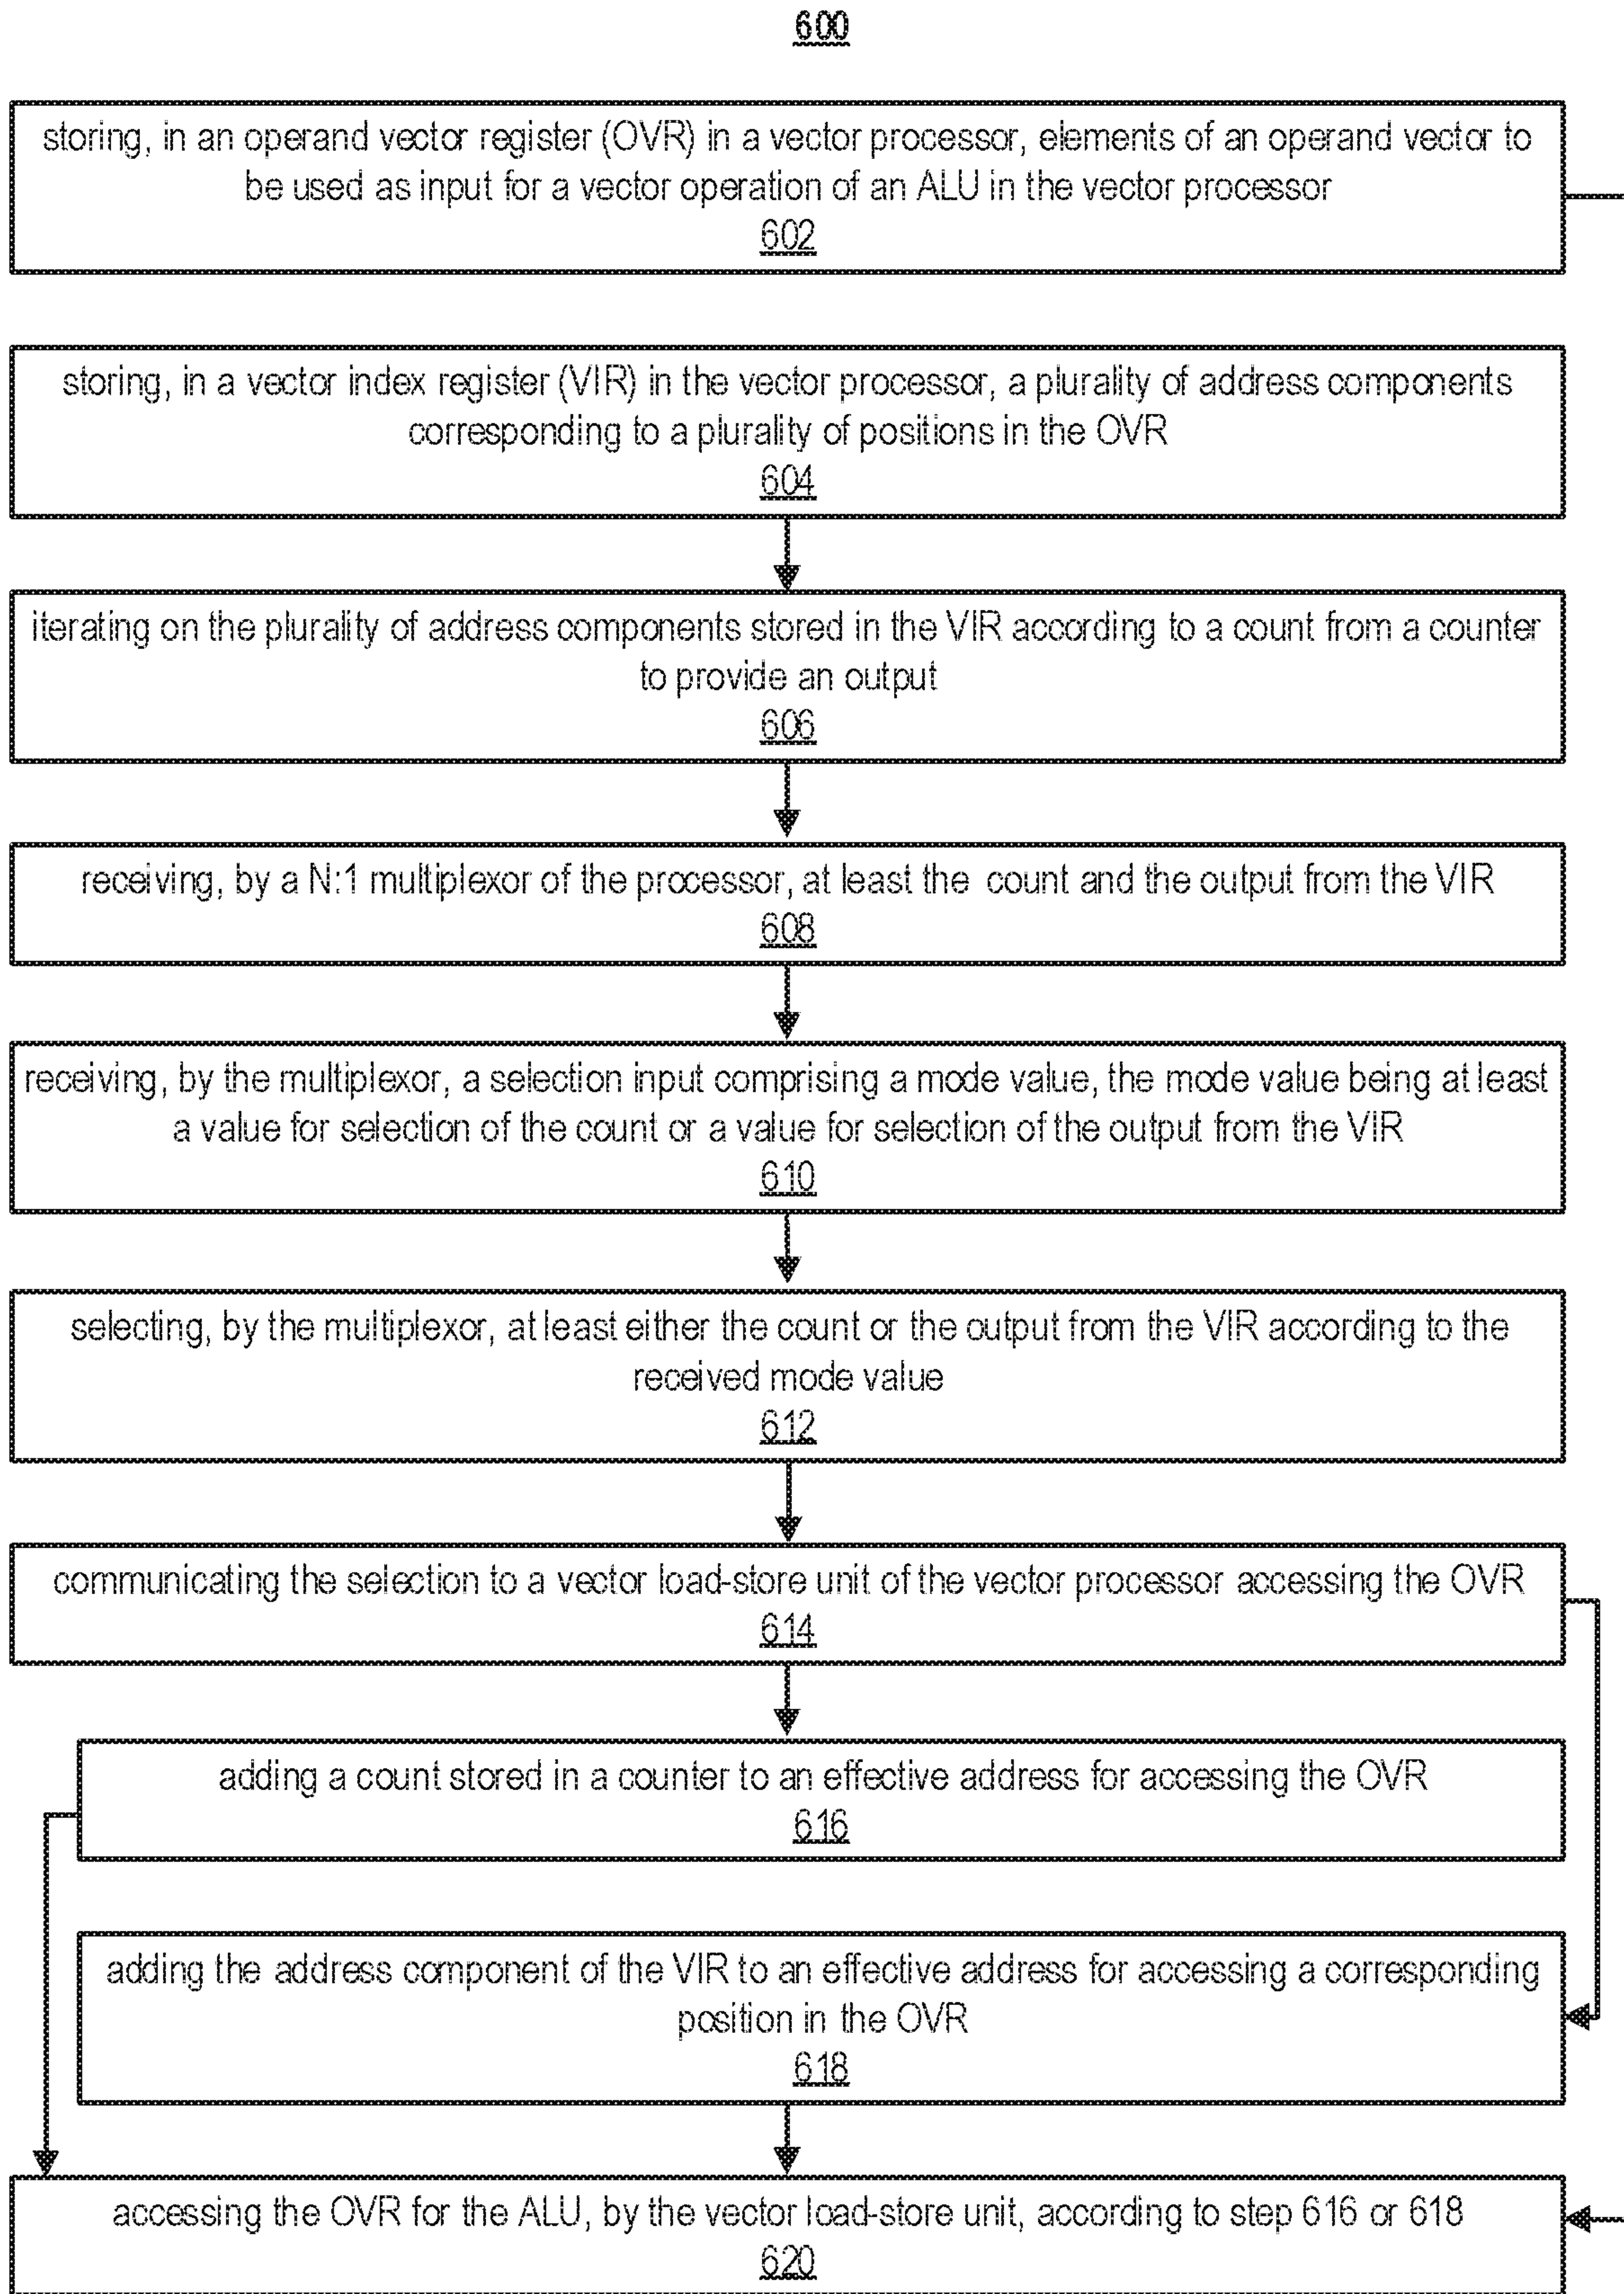 600
storing, in an operand vector register (OVR) in a vector processor, elements of an operand vector to
be used as input for a vector operation of an ALU in the vector processor
602
storing, in a vector index register (VIR) in the vector processor, a plurality of address components
corresponding to a plurality of positions in the OVR
604
iterating on the plurality of address components stored in the VIR according to a count from a counter
to provide an output
606
receiving, by a N:1 multiplexor of the processor, at least the count and the output from the VIR
608
receiving, by the multiplexor, a selection input comprising a mode value, the mode value being at least
a value for selection of the count or a value for selection of the output from the VIR
610
selecting, by the multiplexor, at least either the count or the output from the VIR according to the
received mode value
612
communicating the selection to a vector load-store unit of the vector processor accessing the OVR
614
adding a count stored in a counter to an effective address for accessing the OVR
616
adding the address component of the VIR to an effective address for accessing a corresponding
position in the OVR
618
accessing the OVR for the ALU, by the vector load-store unit, according to step 616 or 618
620